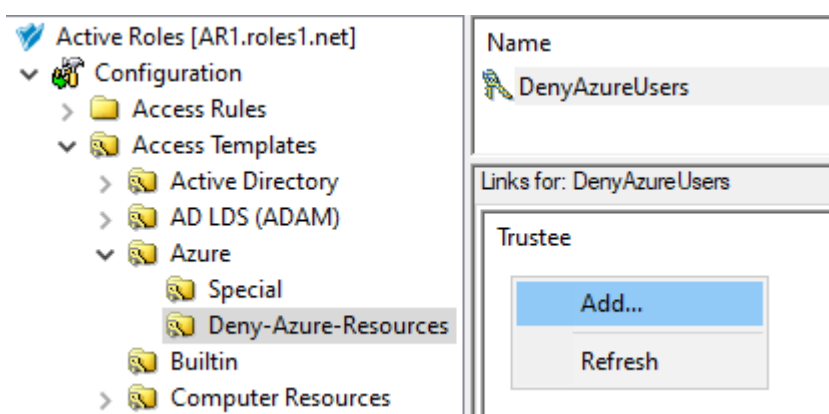 Active Roles [AR1.roles1.net]
Configuration
Access Rules
Access Templates
Active Directory
AD LDS (ADAM)
Azure
Special
Deny-Azure-Resources
Builtin
Computer Resources
Name
DenyAzureUsers
Links for: DenyAzureUsers
Trustee
Add...
Refresh